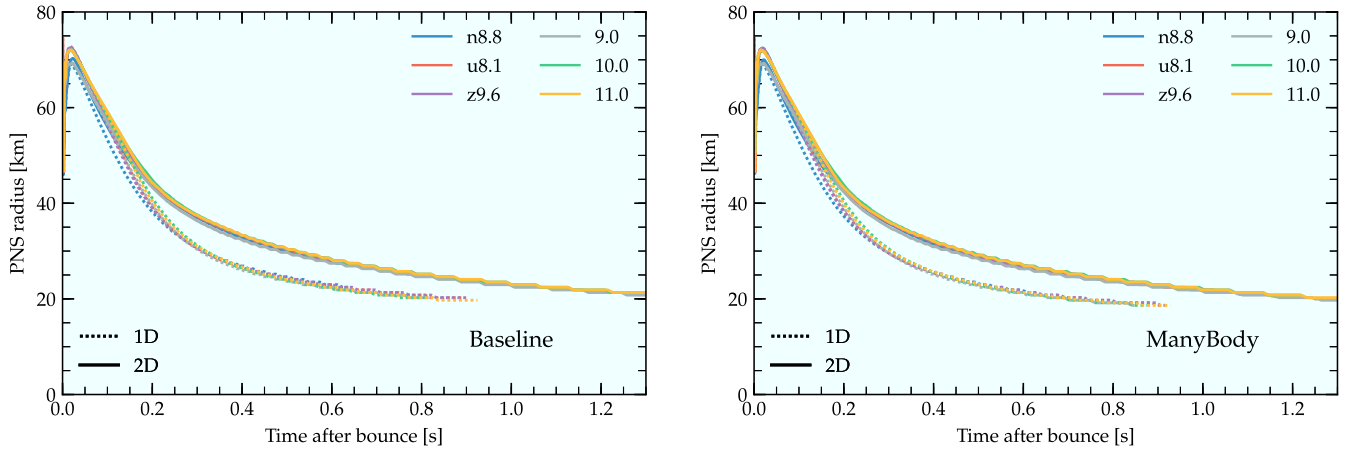 80
60
40
20
0
PNS radius [km]
n8.8 9.0
u8.1 10.0
z9.6 11.0
1D
2D
Baseline
0.0 0.2 0.4 0.6 0.8 1.0 1.2
Time after bounce [s]
80
60
40
20
0
PNS radius [km]
n8.8 9.0
u8.1 10.0
z9.6 11.0
1D
2D
ManyBody
0.0 0.2 0.4 0.6 0.8 1.0 1.2
Time after bounce [s]